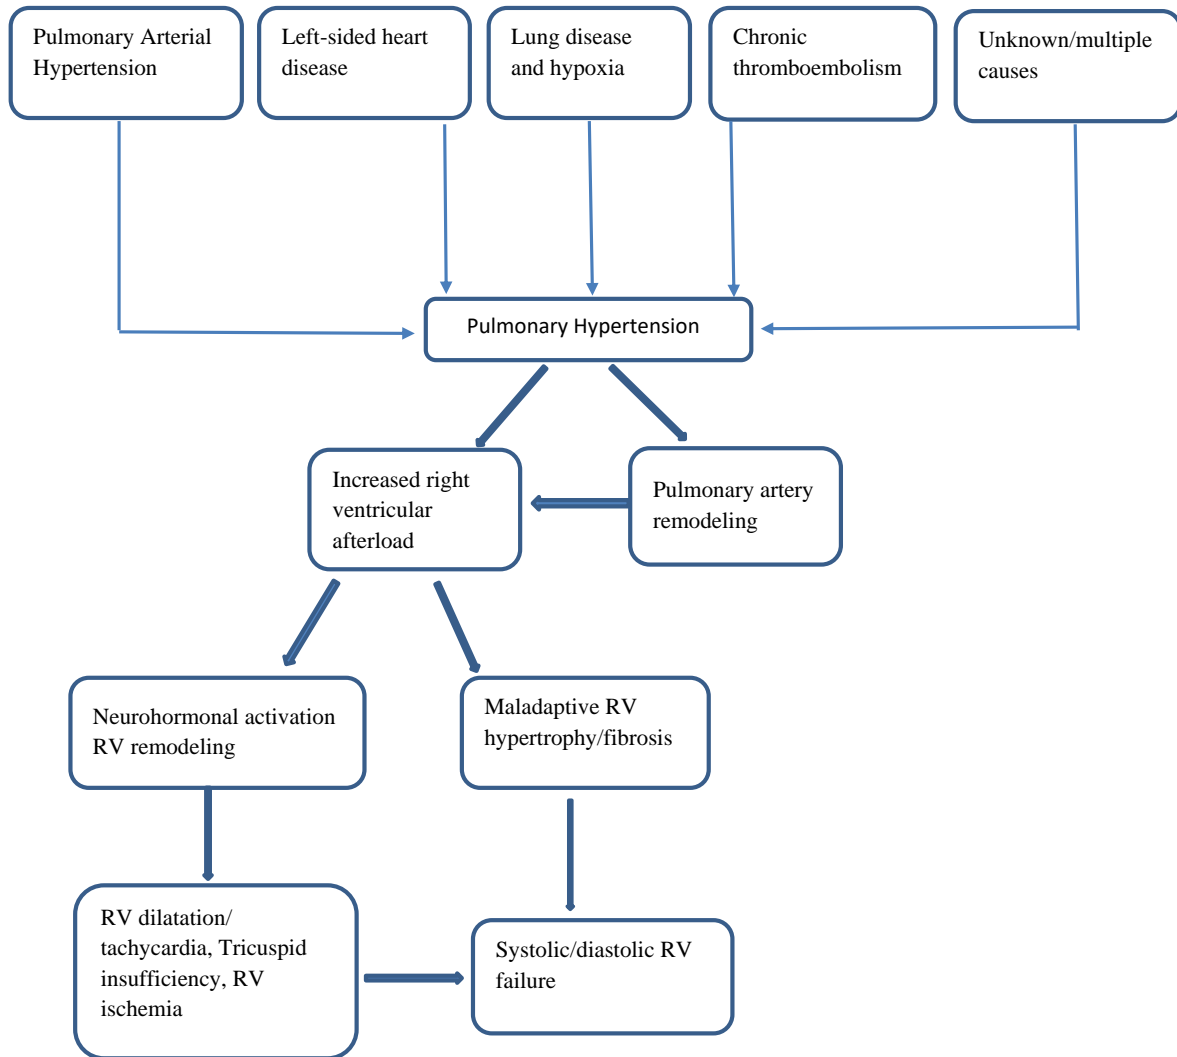 Pulmonary Arterial
Hypertension
Left-sided heart
disease
Lung disease
and hypoxia
Chronic
thromboembolism
Unknown/multiple
causes
Pulmonary Hypertension
Increased right
ventricular
afterload
Pulmonary artery
remodeling
Neurohormonal activation
RV remodeling
Maladaptive RV
hypertrophy/fibrosis
RV dilatation/
tachycardia, Tricuspid
insufficiency, RV
ischemia
Systolic/diastolic RV
failure